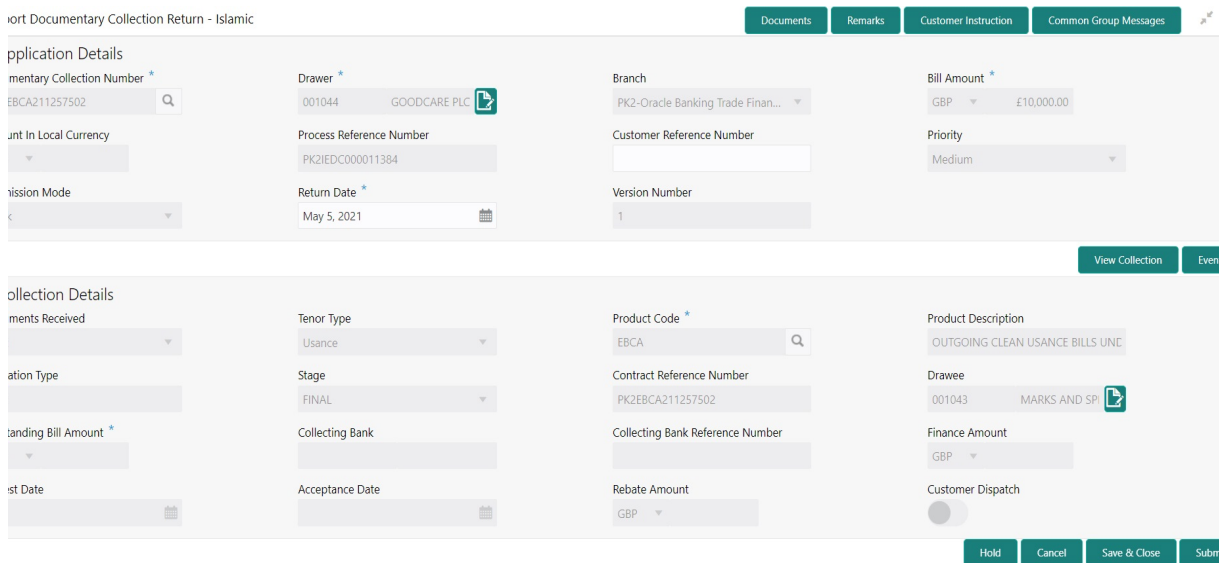 ort Documentary Collection Return - Islamic
Documents
Remarks
Customer Instruction
Common Group Messages
pplication Details
mentary Collection Number *
Drawer *
Branch
Bill Amount *
EBCA211257502
001044 GOODCARE PLC
PK2-Oracle Banking Trade Finan...
GBP £10,000.00
unt In Local Currency
Process Reference Number
Customer Reference Number
Priority
PK2IEDC000011384
Medium
ission Mode
Return Date *
Version Number
May 5, 2021
1
View Collection
Even
ollection Details
ments Received
Tenor Type
Product Code *
Product Description
Usance
EBCA
OUTGOING CLEAN USANCE BILLS UND
ation Type
Stage
Contract Reference Number
Drawee
FINAL
PK2EBCA211257502
001043 MARKS AND SPI
tanding Bill Amount *
Collecting Bank
Collecting Bank Reference Number
Finance Amount
GBP
est Date
Acceptance Date
Rebate Amount
Customer Dispatch
GBP
Hold
Cancel
Save & Close
Subm